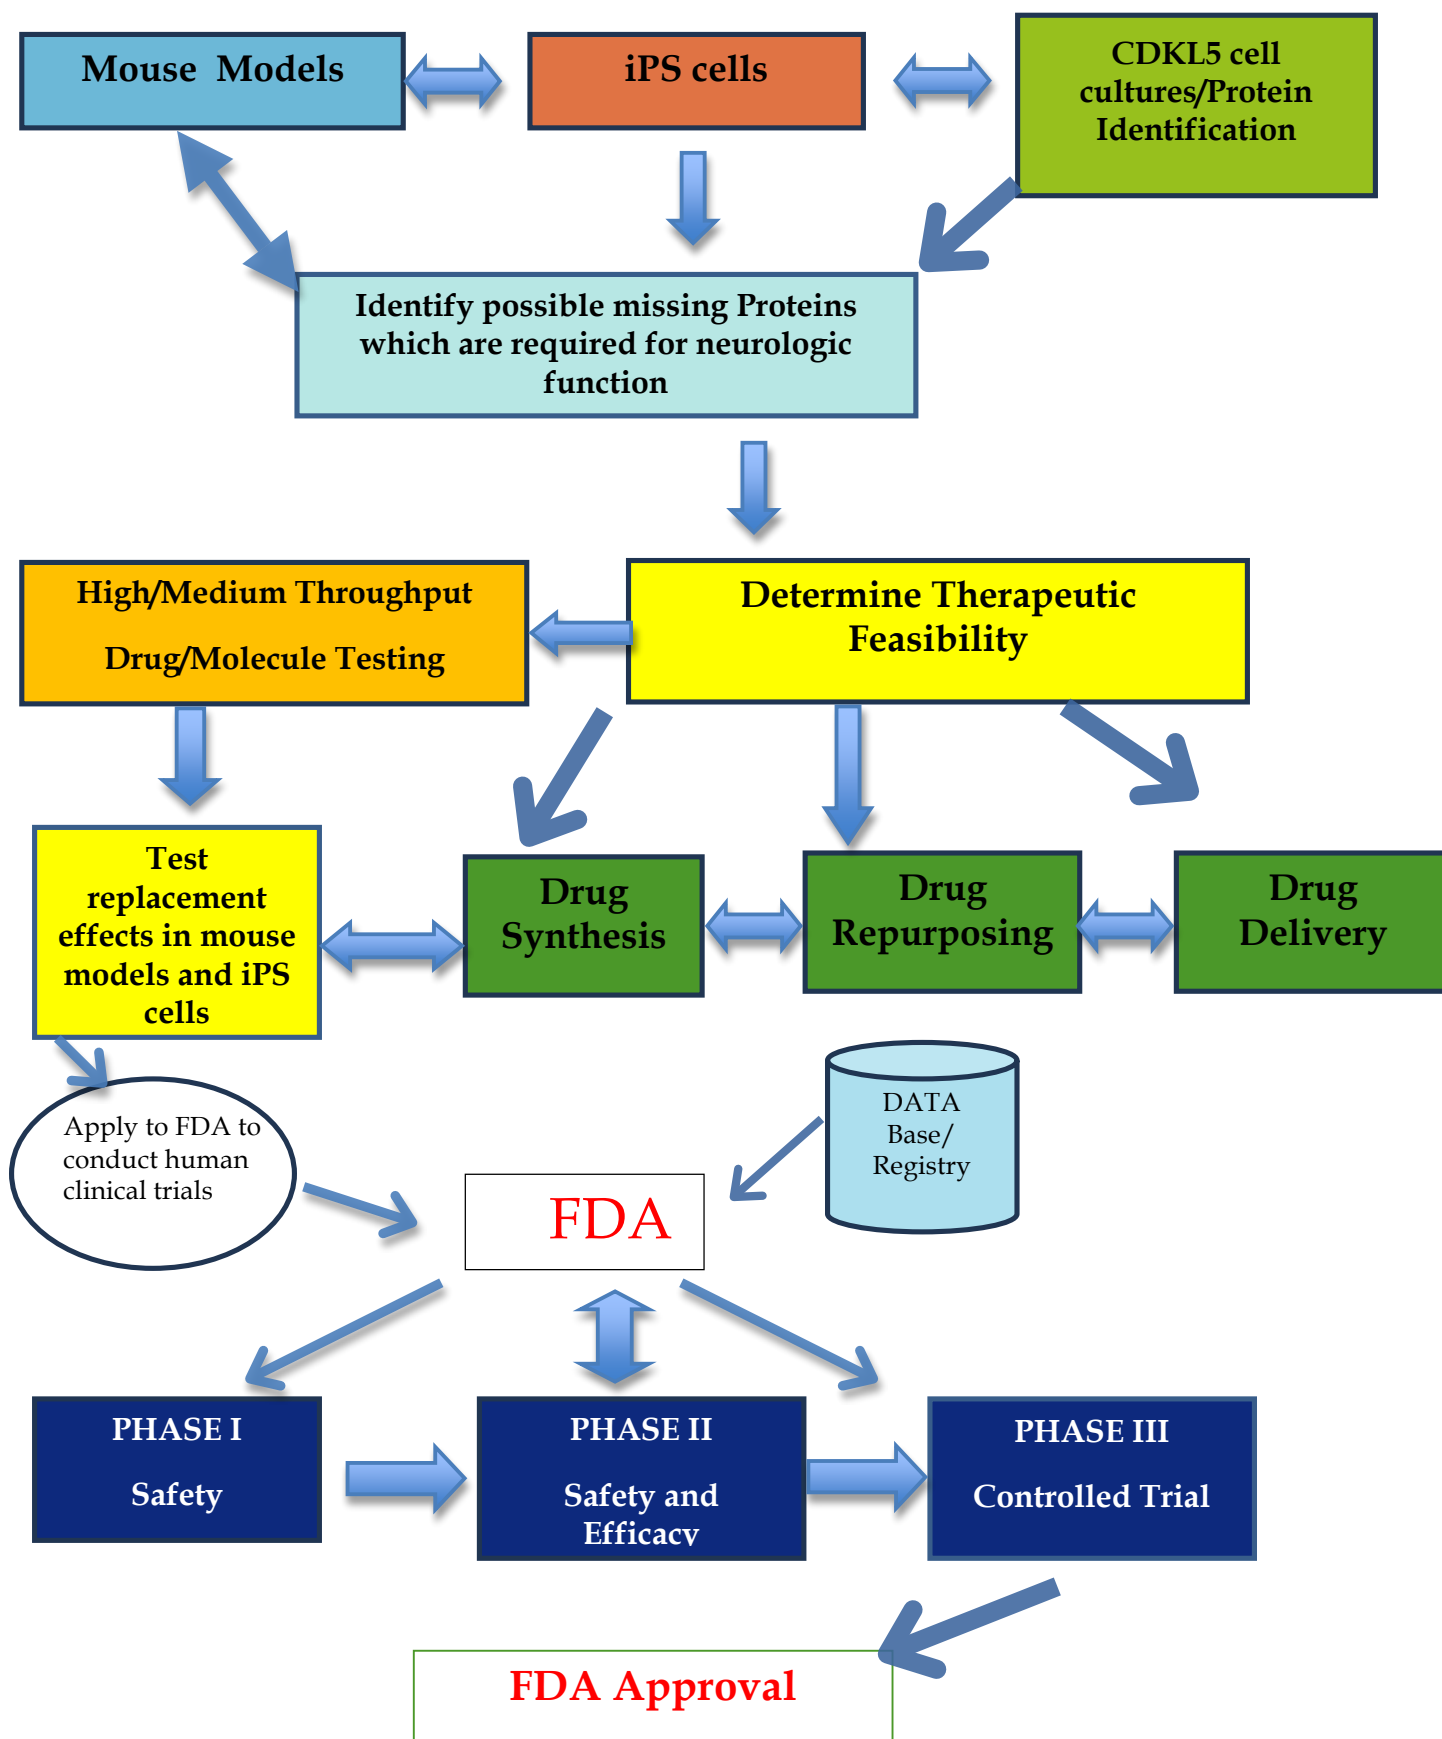 Mouse Models
iPS cells
CDKL5 cell
cultures/Protein
Identification
Identify possible missing Proteins
which are required for neurologic
function
High/Medium Throughput
Drug/Molecule Testing
Determine Therapeutic
Feasibility
Test
replacement
effects in mouse
models and iPS
cells
Drug
Synthesis
Drug
Repurposing
Drug
Delivery
Apply to FDA to
conduct human
clinical trials
FDA
DATA
Base/
Registry
PHASE I
Safety
PHASE II
Safety and
Efficacy
PHASE III
Controlled Trial
FDA Approval